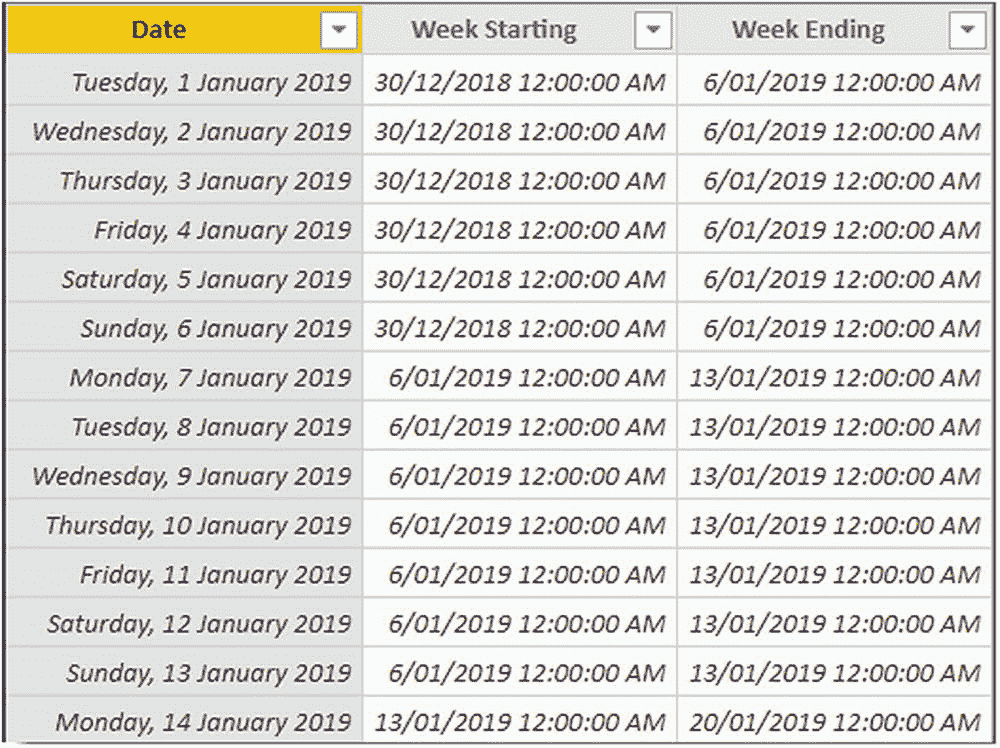 Date Week Starting Week Ending
Tuesday, 1 January 2019 30/12/2018 12:00:00 AM 6/01/2019 12:00:00 AM
Wednesday, 2 January 2019 30/12/2018 12:00:00 AM 6/01/2019 12:00:00 AM
Thursday, 3 January 2019 30/12/2018 12:00:00 AM 6/01/2019 12:00:00 AM
Friday, 4 January 2019 30/12/2018 12:00:00 AM 6/01/2019 12:00:00 AM
Saturday, 5 January 2019 30/12/2018 12:00:00 AM 6/01/2019 12:00:00 AM
Sunday, 6 January 2019 30/12/2018 12:00:00 AM 6/01/2019 12:00:00 AM
Monday, 7 January 2019 6/01/2019 12:00:00 AM 13/01/2019 12:00:00 AM
Tuesday, 8 January 2019 6/01/2019 12:00:00 AM 13/01/2019 12:00:00 AM
Wednesday, 9 January 2019 6/01/2019 12:00:00 AM 13/01/2019 12:00:00 AM
Thursday, 10 January 2019 6/01/2019 12:00:00 AM 13/01/2019 12:00:00 AM
Friday, 11 January 2019 6/01/2019 12:00:00 AM 13/01/2019 12:00:00 AM
Saturday, 12 January 2019 6/01/2019 12:00:00 AM 13/01/2019 12:00:00 AM
Sunday, 13 January 2019 6/01/2019 12:00:00 AM 13/01/2019 12:00:00 AM
Monday, 14 January 2019 13/01/2019 12:00:00 AM 20/01/2019 12:00:00 AM